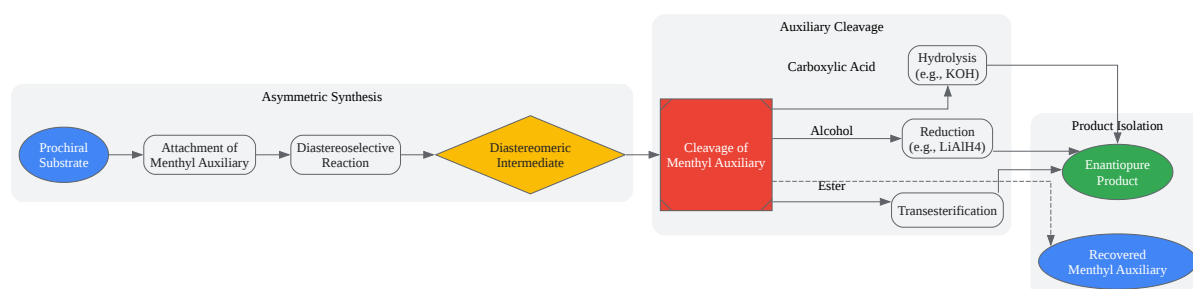 Asymmetric Synthesis
Prochiral
Substrate
Attachment of
Menthyl Auxiliary
Diastereoselective
Reaction
Diastereomeric
Intermediate
Auxiliary Cleavage
Cleavage of
Menthyl Auxiliary
Carboxylic Acid
Hydrolysis
(e.g., KOH)
Alcohol
Reduction
(e.g., LiAlH4)
Ester
Transesterification
Product Isolation
Enantiopure
Product
Recovered
Menthyl Auxiliary